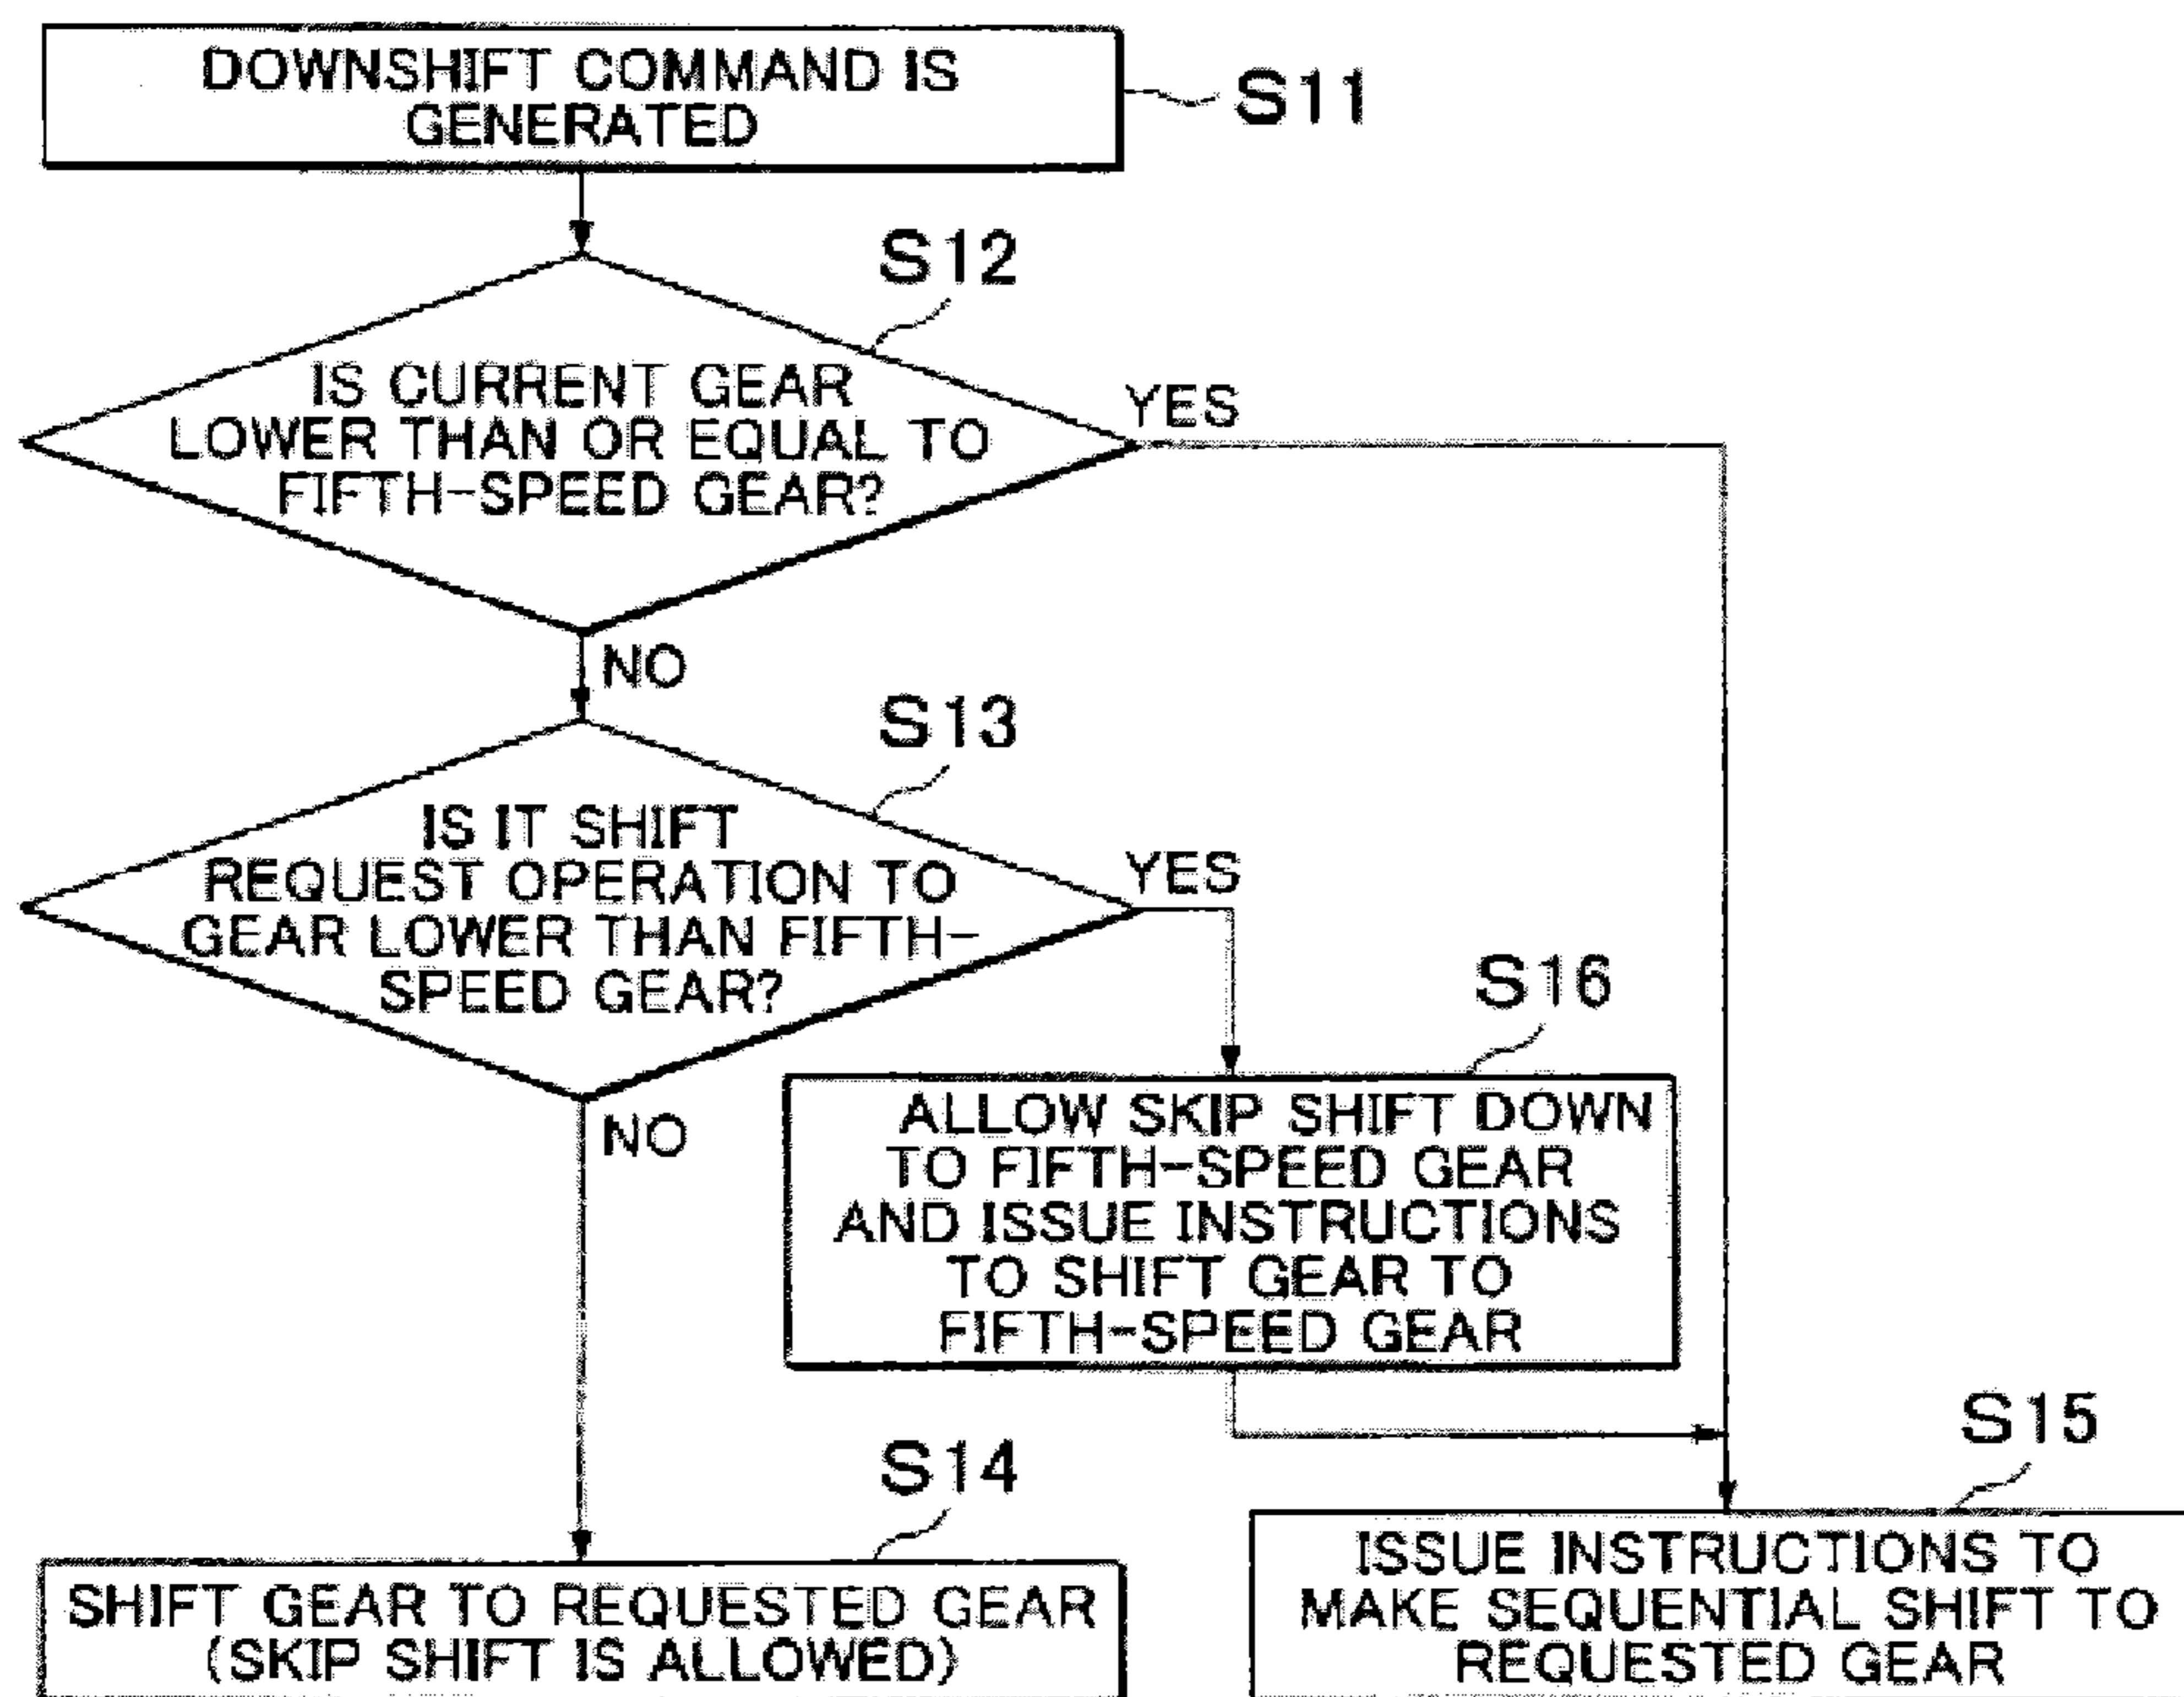 DOWNSHIFT COMMAND IS
GENERATED
S11
S12
IS CURRENT GEAR
LOWER THAN OR EQUAL TO
FIFTH-SPEED GEAR?
YES
NO
S13
IS IT SHIFT
REQUEST OPERATION TO
GEAR LOWER THAN FIFTH-
SPEED GEAR?
YES
NO
S16
ALLOW SKIP SHIFT DOWN
TO FIFTH-SPEED GEAR
AND ISSUE INSTRUCTIONS
TO SHIFT GEAR TO
FIFTH-SPEED GEAR
S14
SHIFT GEAR TO REQUESTED GEAR
(SKIP SHIFT IS ALLOWED)
S15
ISSUE INSTRUCTIONS TO
MAKE SEQUENTIAL SHIFT TO
REQUESTED GEAR